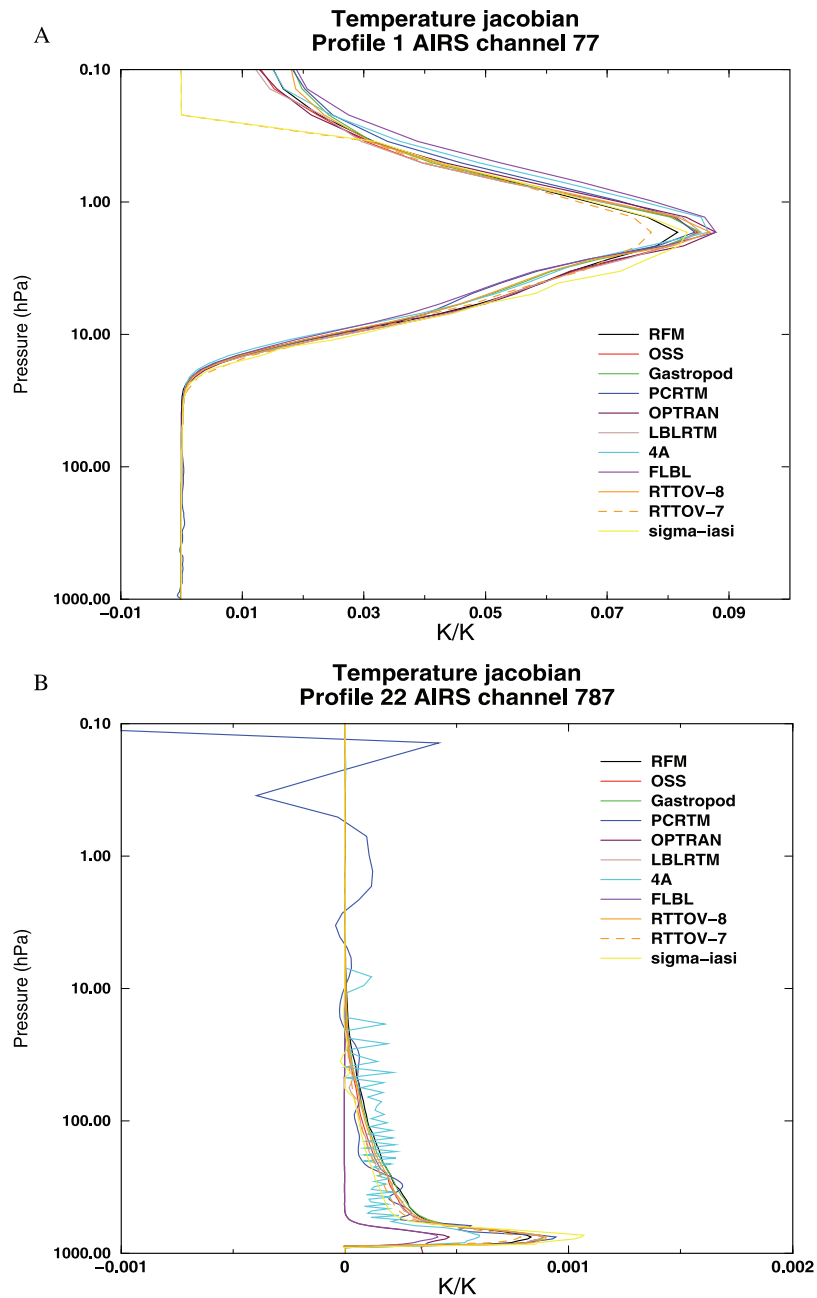 A
Temperature jacobian
Profile 1 AIRS channel 77
0.10
1.00
10.00
100.00
1000.00
Pressure (hPa)
RFM
OSS
Gastropod
PCRTM
OPTRAN
LBLRTM
4A
FLBL
RTTOV−8
RTTOV−7
sigma−iasi
−0.01 0.01 0.03 0.05 0.07 0.09
K/K
B
Temperature jacobian
Profile 22 AIRS channel 787
0.10
1.00
10.00
100.00
1000.00
Pressure (hPa)
RFM
OSS
Gastropod
PCRTM
OPTRAN
LBLRTM
4A
FLBL
RTTOV−8
RTTOV−7
sigma−iasi
−0.001 0 0.001 0.002
K/K